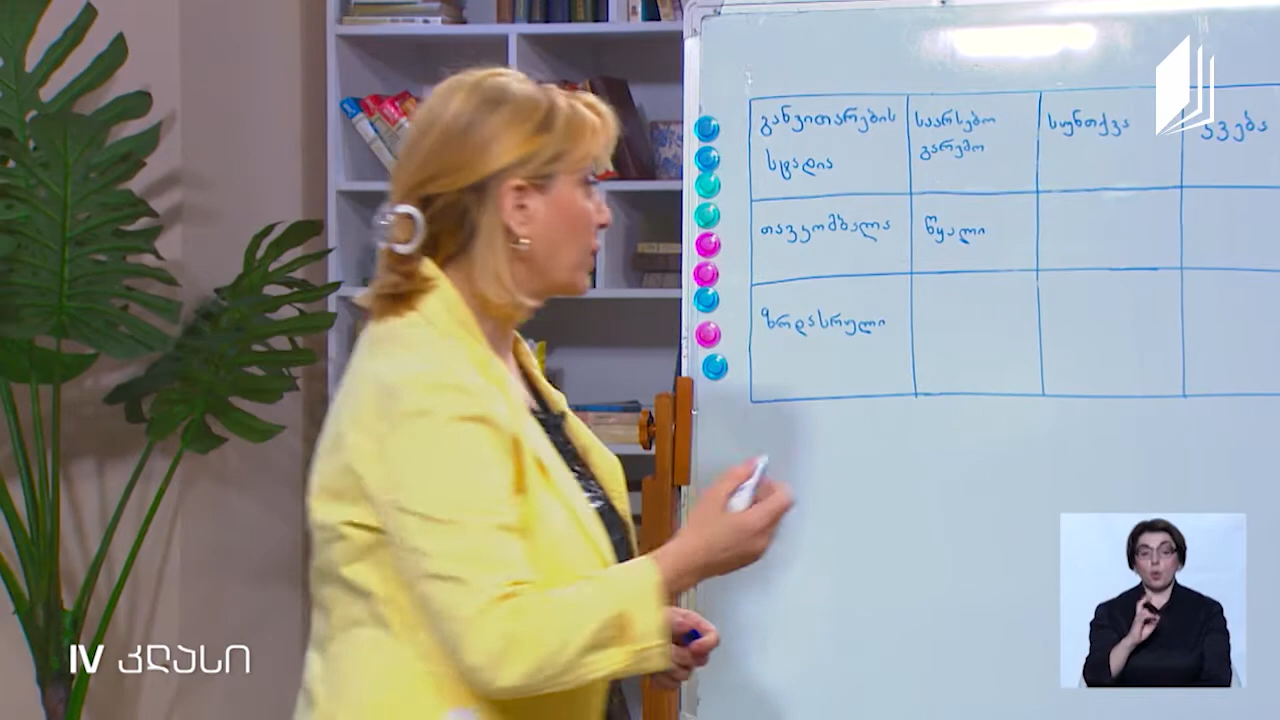 განვითარების
სტადია
საარსებო
გარემო
სუნთქვა
კვება
თავკომბალა
წყალი
ზრდასრული
IV კლასი